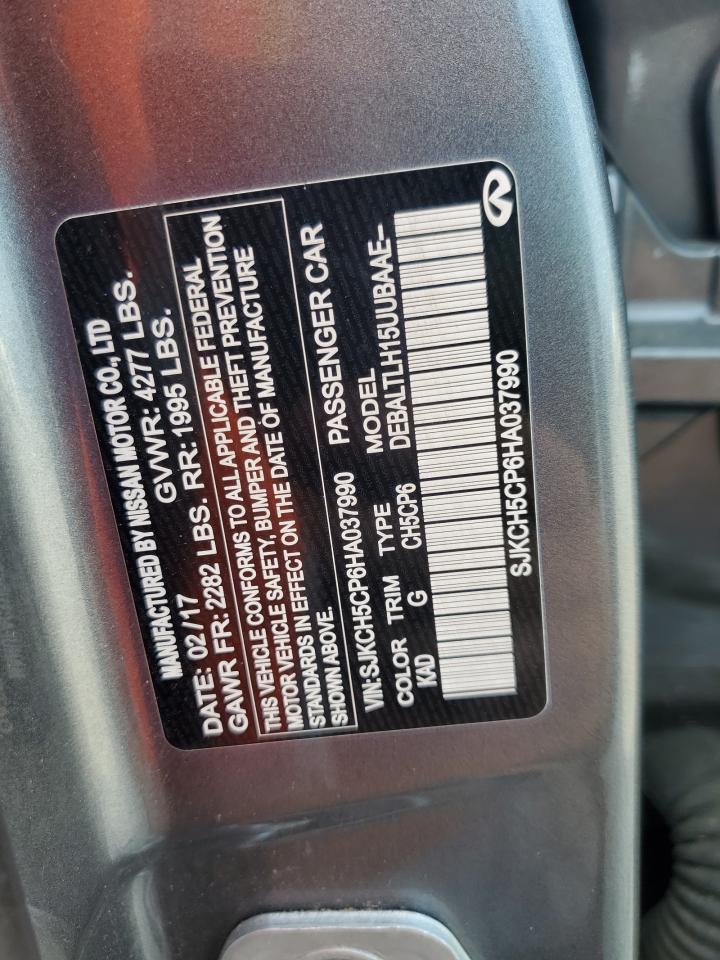 MANUFACTURED BY NISSAN MOTOR CO., LTD
DATE: 02/17 GVWR: 4277 LBS.
GAWR FR: 2282 LBS. RR: 1995 LBS.
THIS VEHICLE CONFORMS TO ALL APPLICABLE FEDERAL
MOTOR VEHICLE SAFETY, BUMPER AND THEFT PREVENTION
STANDARDS IN EFFECT ON THE DATE OF MANUFACTURE
SHOWN ABOVE.
VIN: SJKCH5CP6HA037990 PASSENGER CAR
COLOR TRIM TYPE MODEL
KAD G CH5CP6 DEBALTLH15UUBAAE-
SJKCH5CP6HA037990